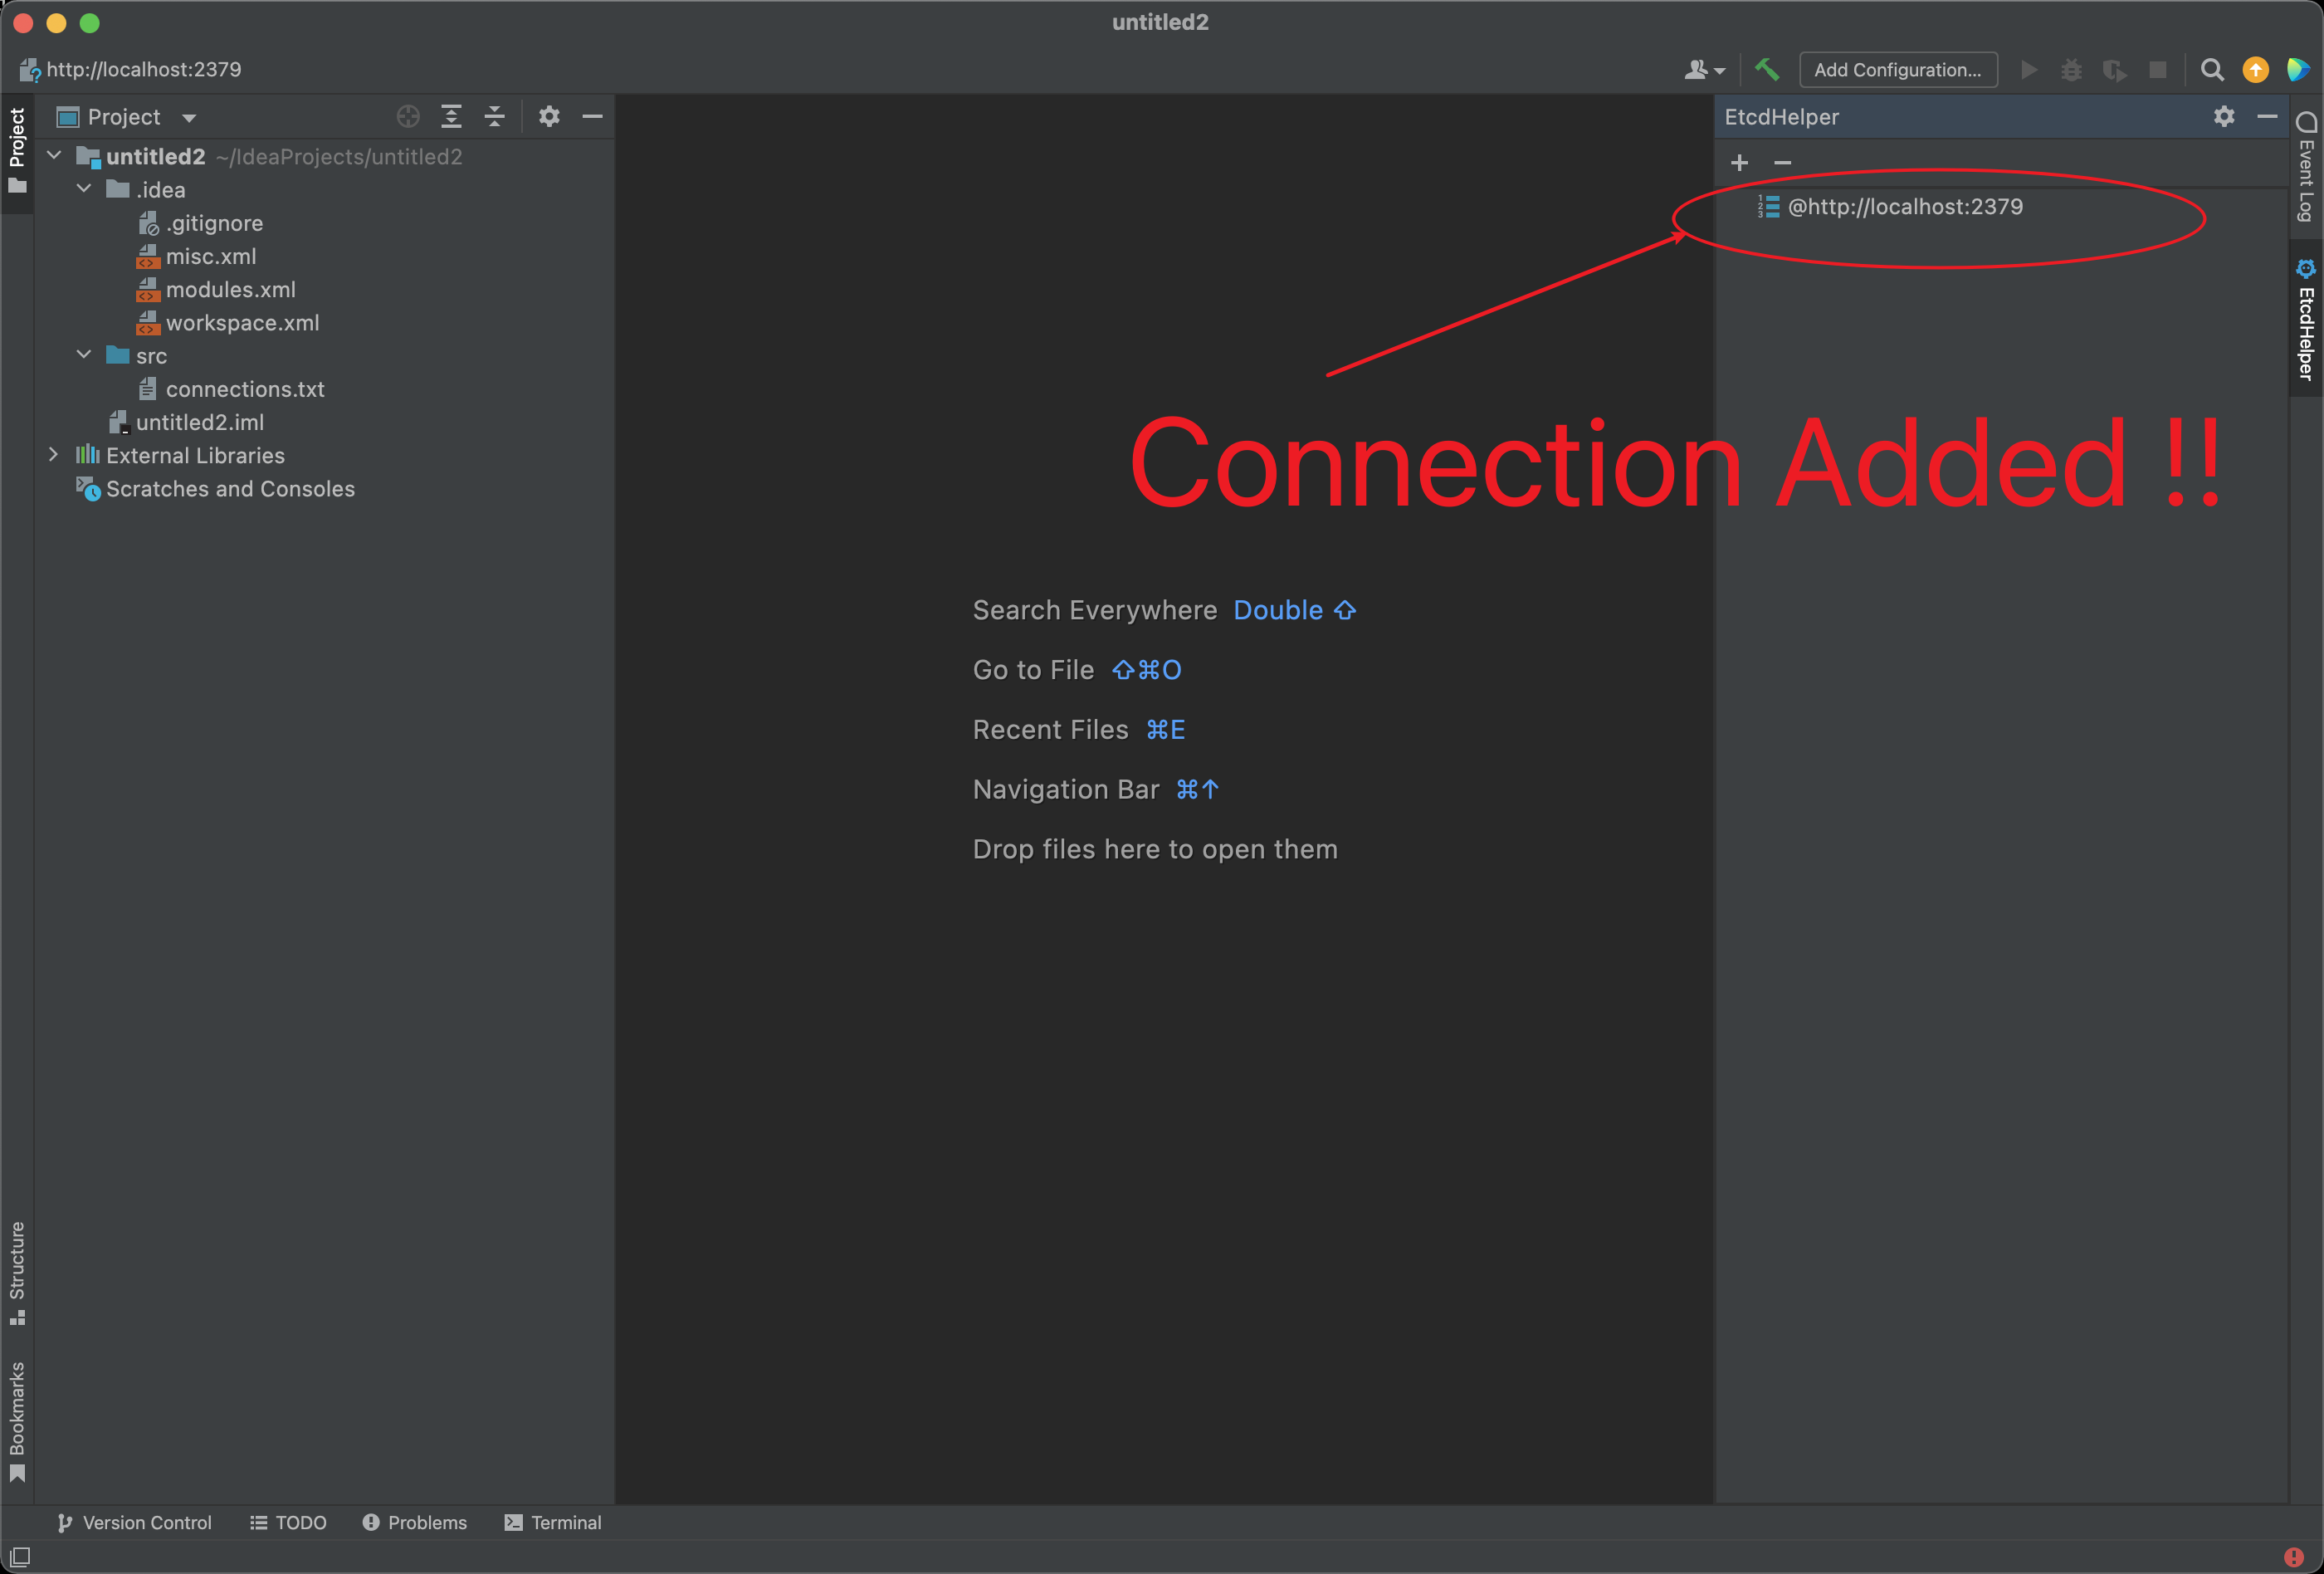 untitled2
http://localhost:2379
Add Configuration...
Project
Project
untitled2 ~/IdeaProjects/untitled2
.idea
.gitignore
misc.xml
modules.xml
workspace.xml
src
connections.txt
untitled2.iml
External Libraries
Scratches and Consoles
Structure
Bookmarks
Connection Added !!
Search Everywhere Double ⇧
Go to File ⇧⌘O
Recent Files ⌘E
Navigation Bar ⌘↑
Drop files here to open them
EtcdHelper
@http://localhost:2379
Event Log
EtcdHelper
Version Control
TODO
Problems
Terminal